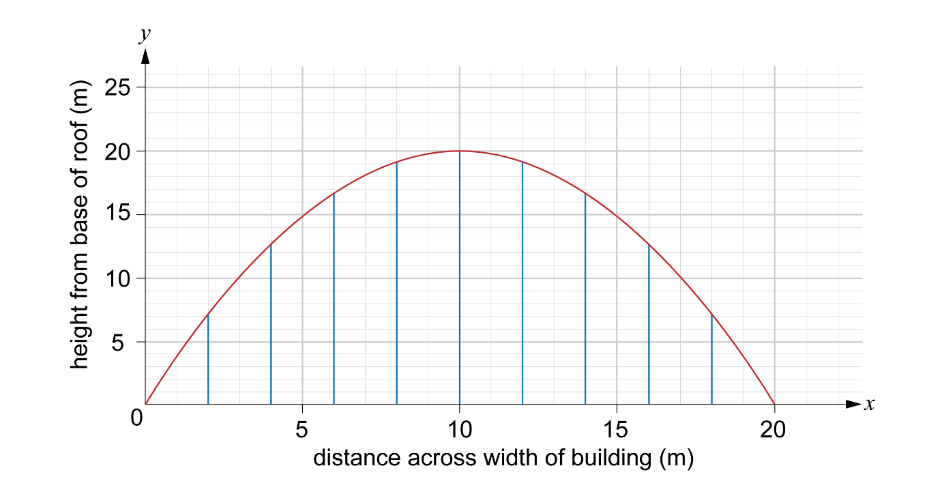 y
height from base of roof (m)
25
20
15
10
5
0
5 10 15 20
x
distance across width of building (m)